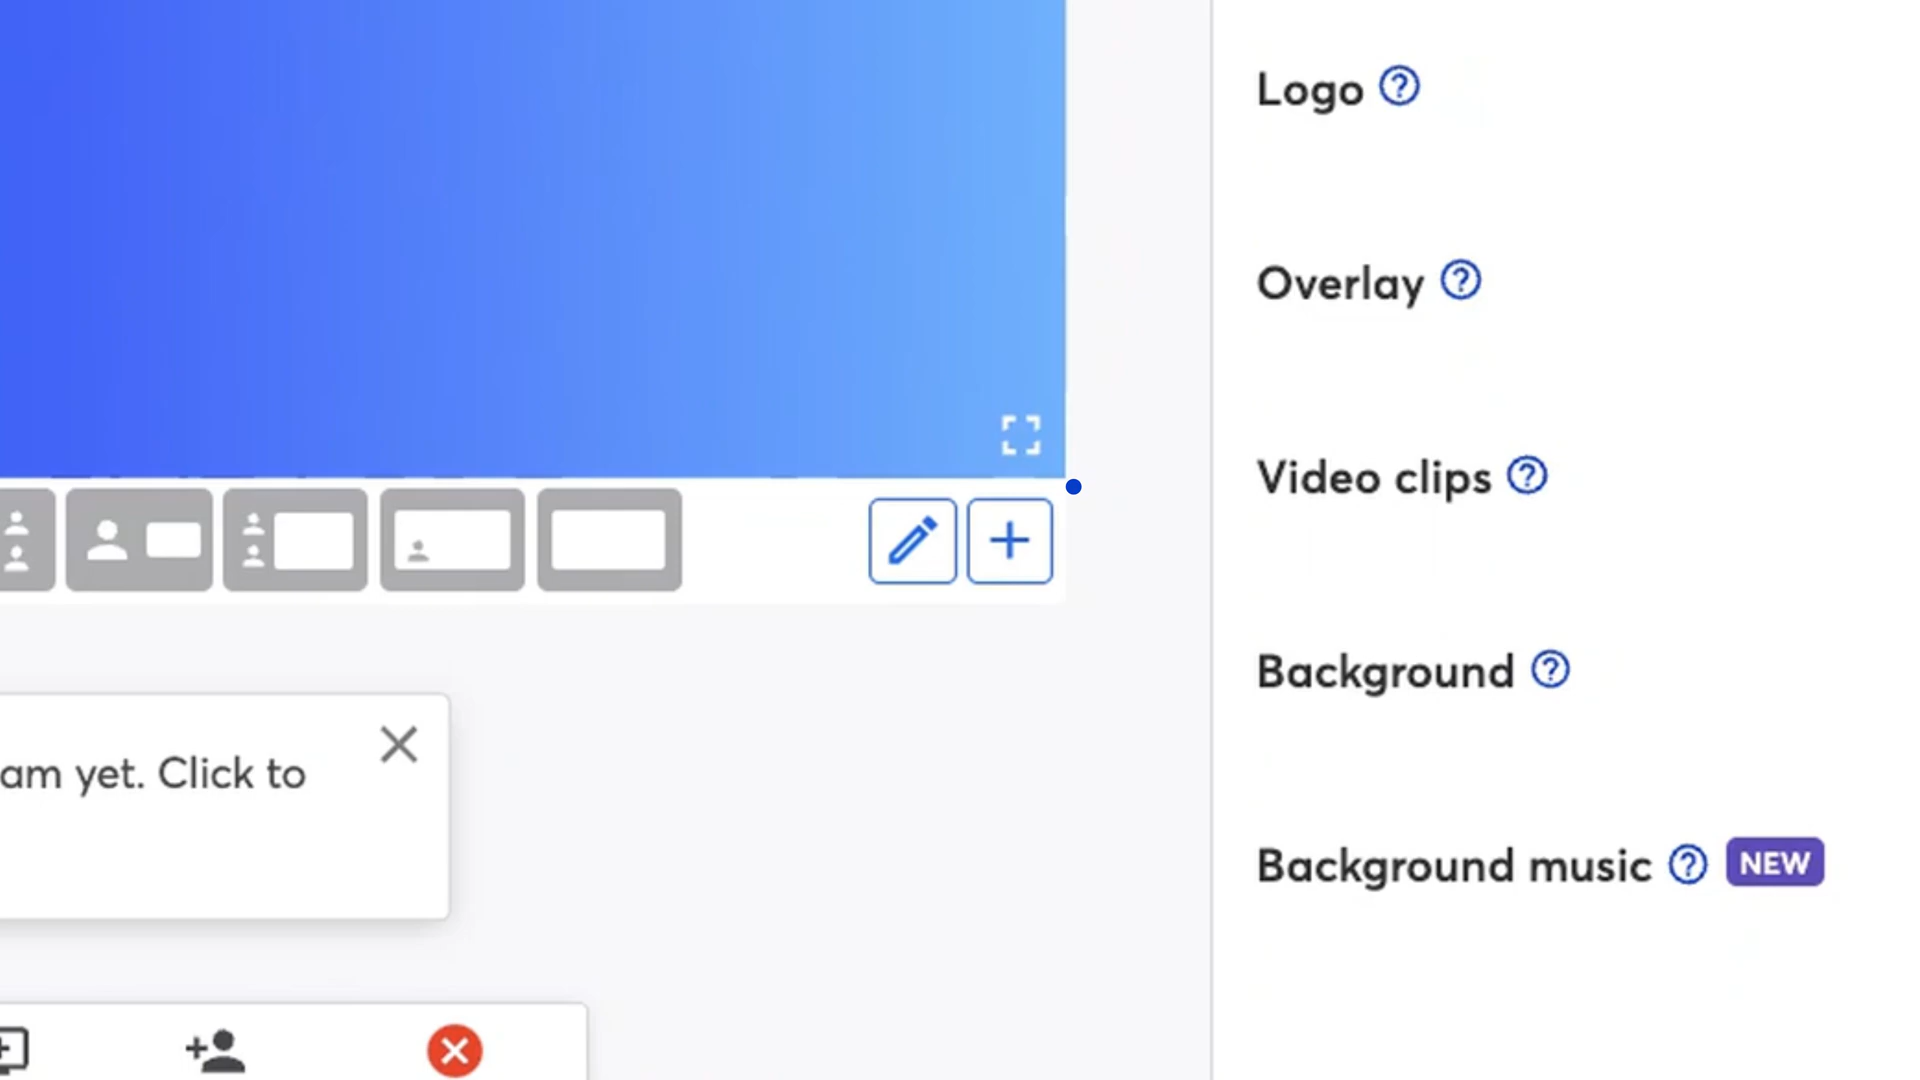 Logo
Overlay
Video clips
Background
Background music NEW
am yet. Click to